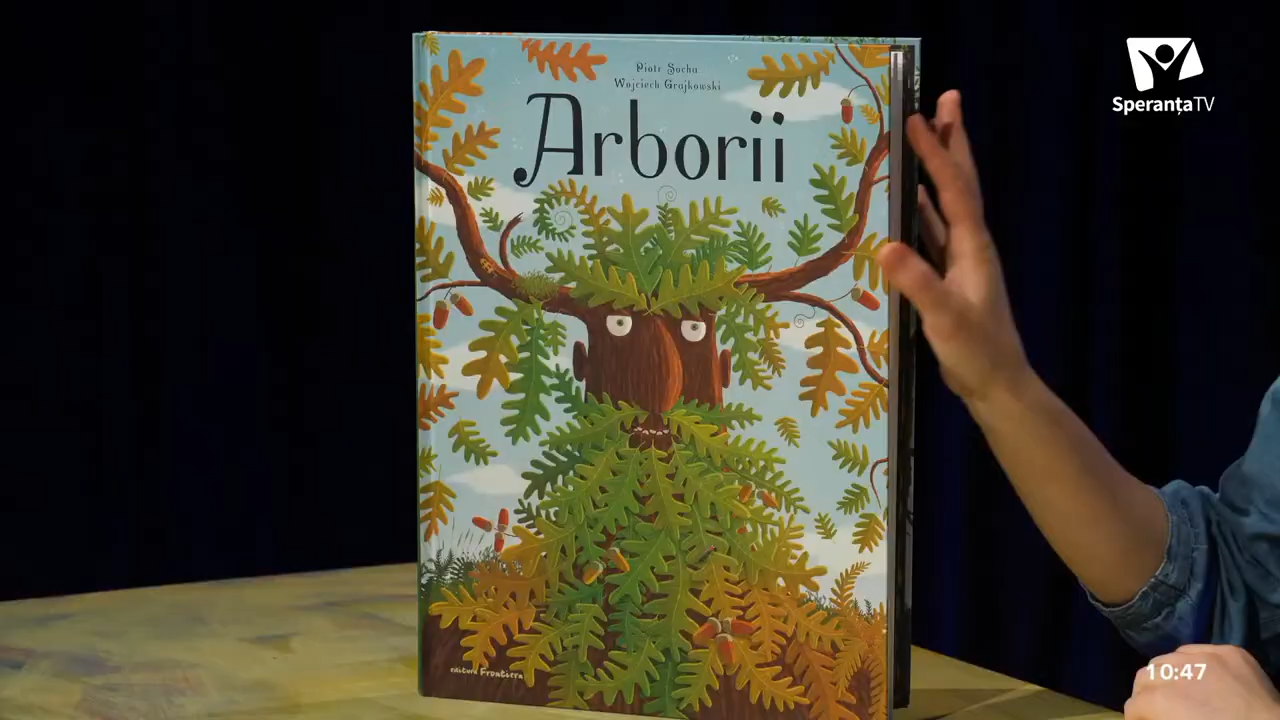 Piotr Socha
Wojciech Grajkowski
Arborii
editura Frontiera
SperanțaTV
10:47